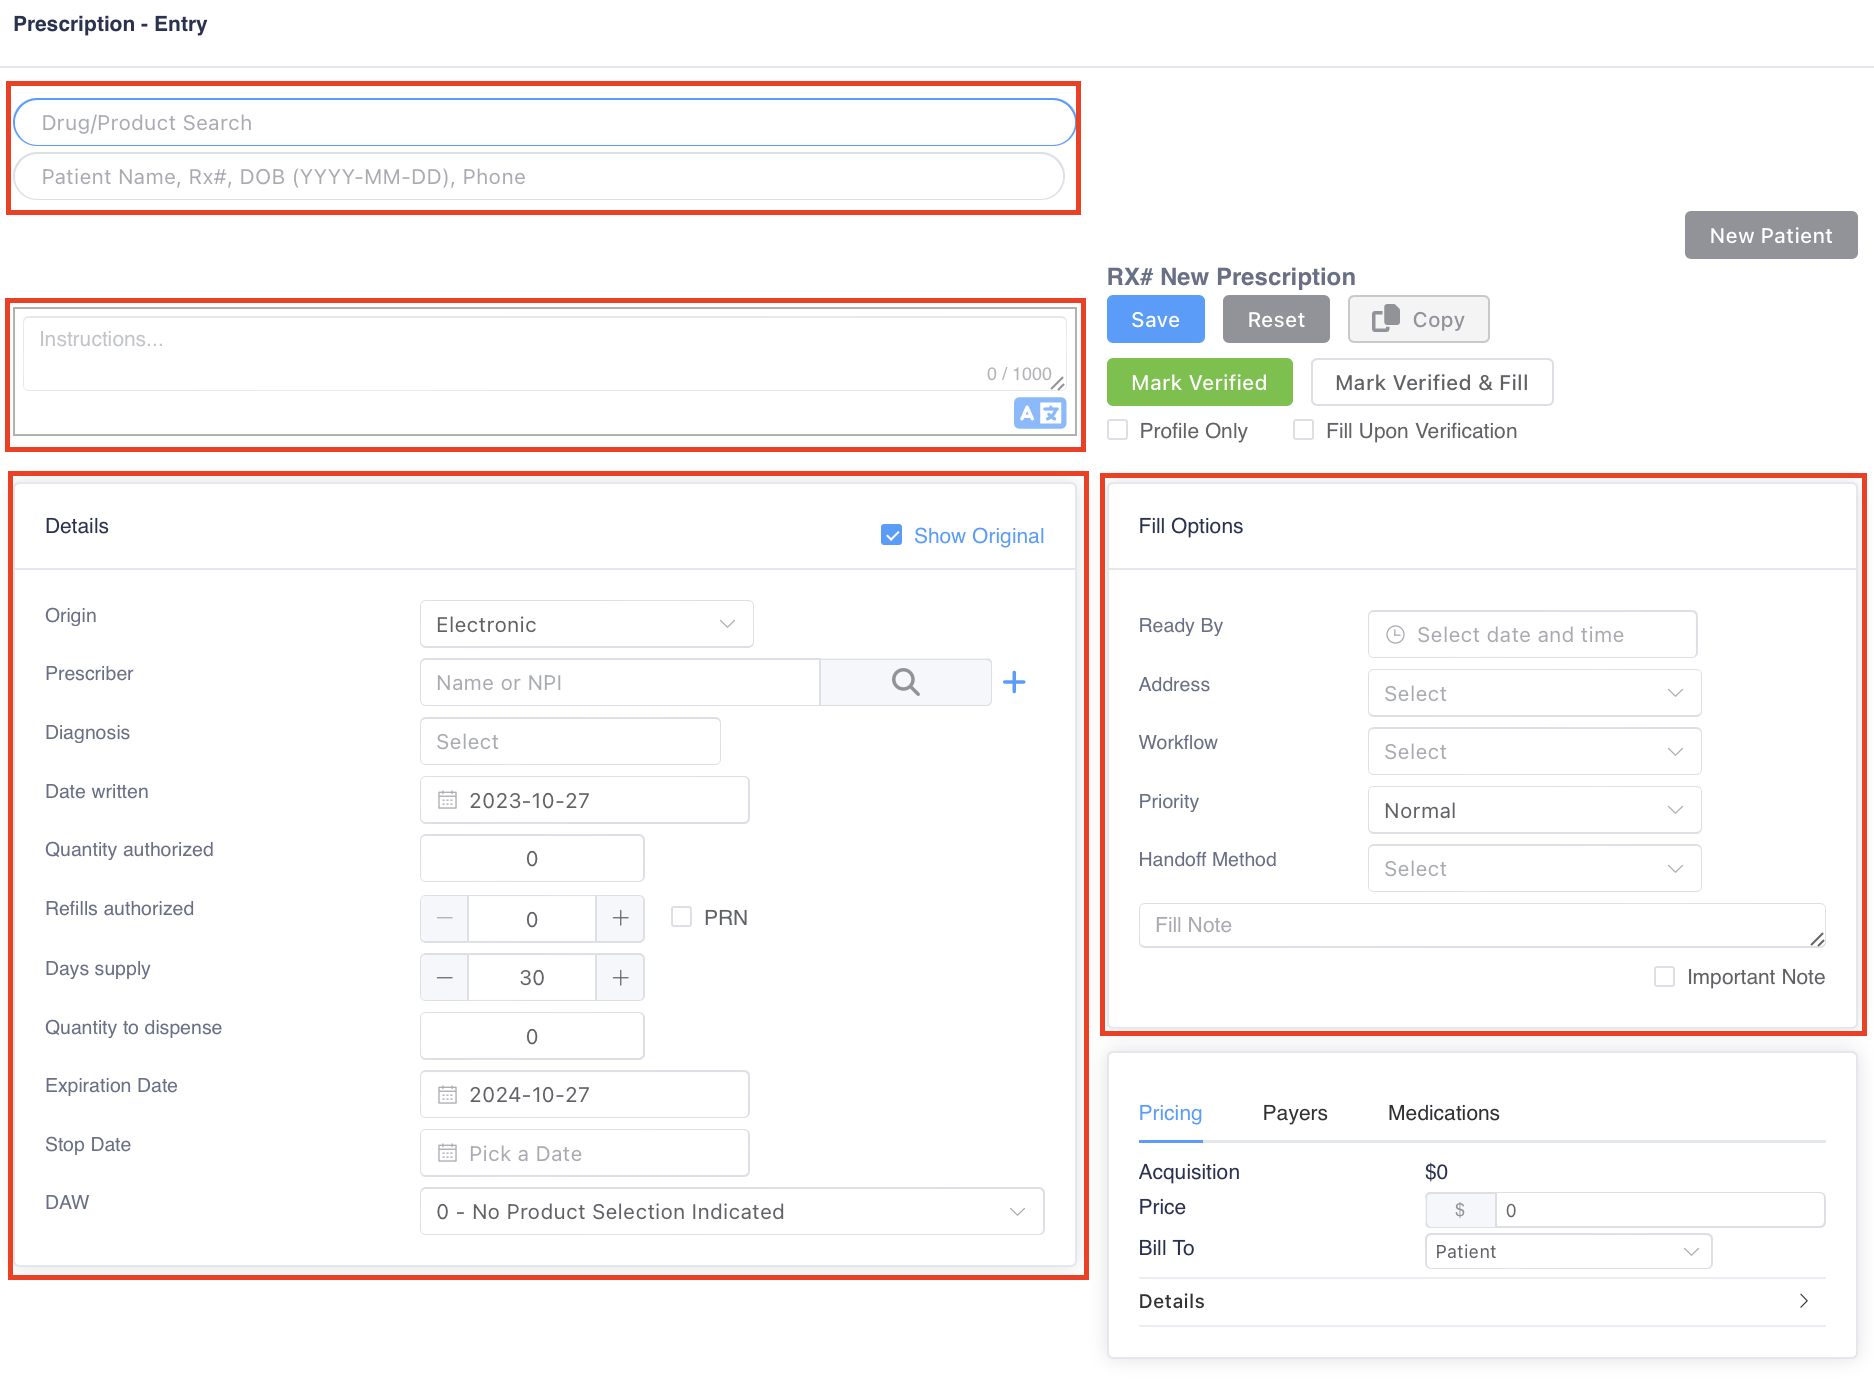 Prescription - Entry
Drug/Product Search
Patient Name, Rx#, DOB (YYYY-MM-DD), Phone
New Patient
RX# New Prescription
Save Reset Copy
Instructions...
0 / 1000
A 文
Mark Verified Mark Verified & Fill
Profile Only Fill Upon Verification
Details
Show Original
Origin Electronic
Prescriber Name or NPI
Diagnosis Select
Date written 2023-10-27
Quantity authorized 0
Refills authorized 0 PRN
Days supply 30
Quantity to dispense 0
Expiration Date 2024-10-27
Stop Date Pick a Date
DAW 0 - No Product Selection Indicated
Fill Options
Ready By Select date and time
Address Select
Workflow Select
Priority Normal
Handoff Method Select
Fill Note
Important Note
Pricing Payers Medications
Acquisition $0
Price $ 0
Bill To Patient
Details